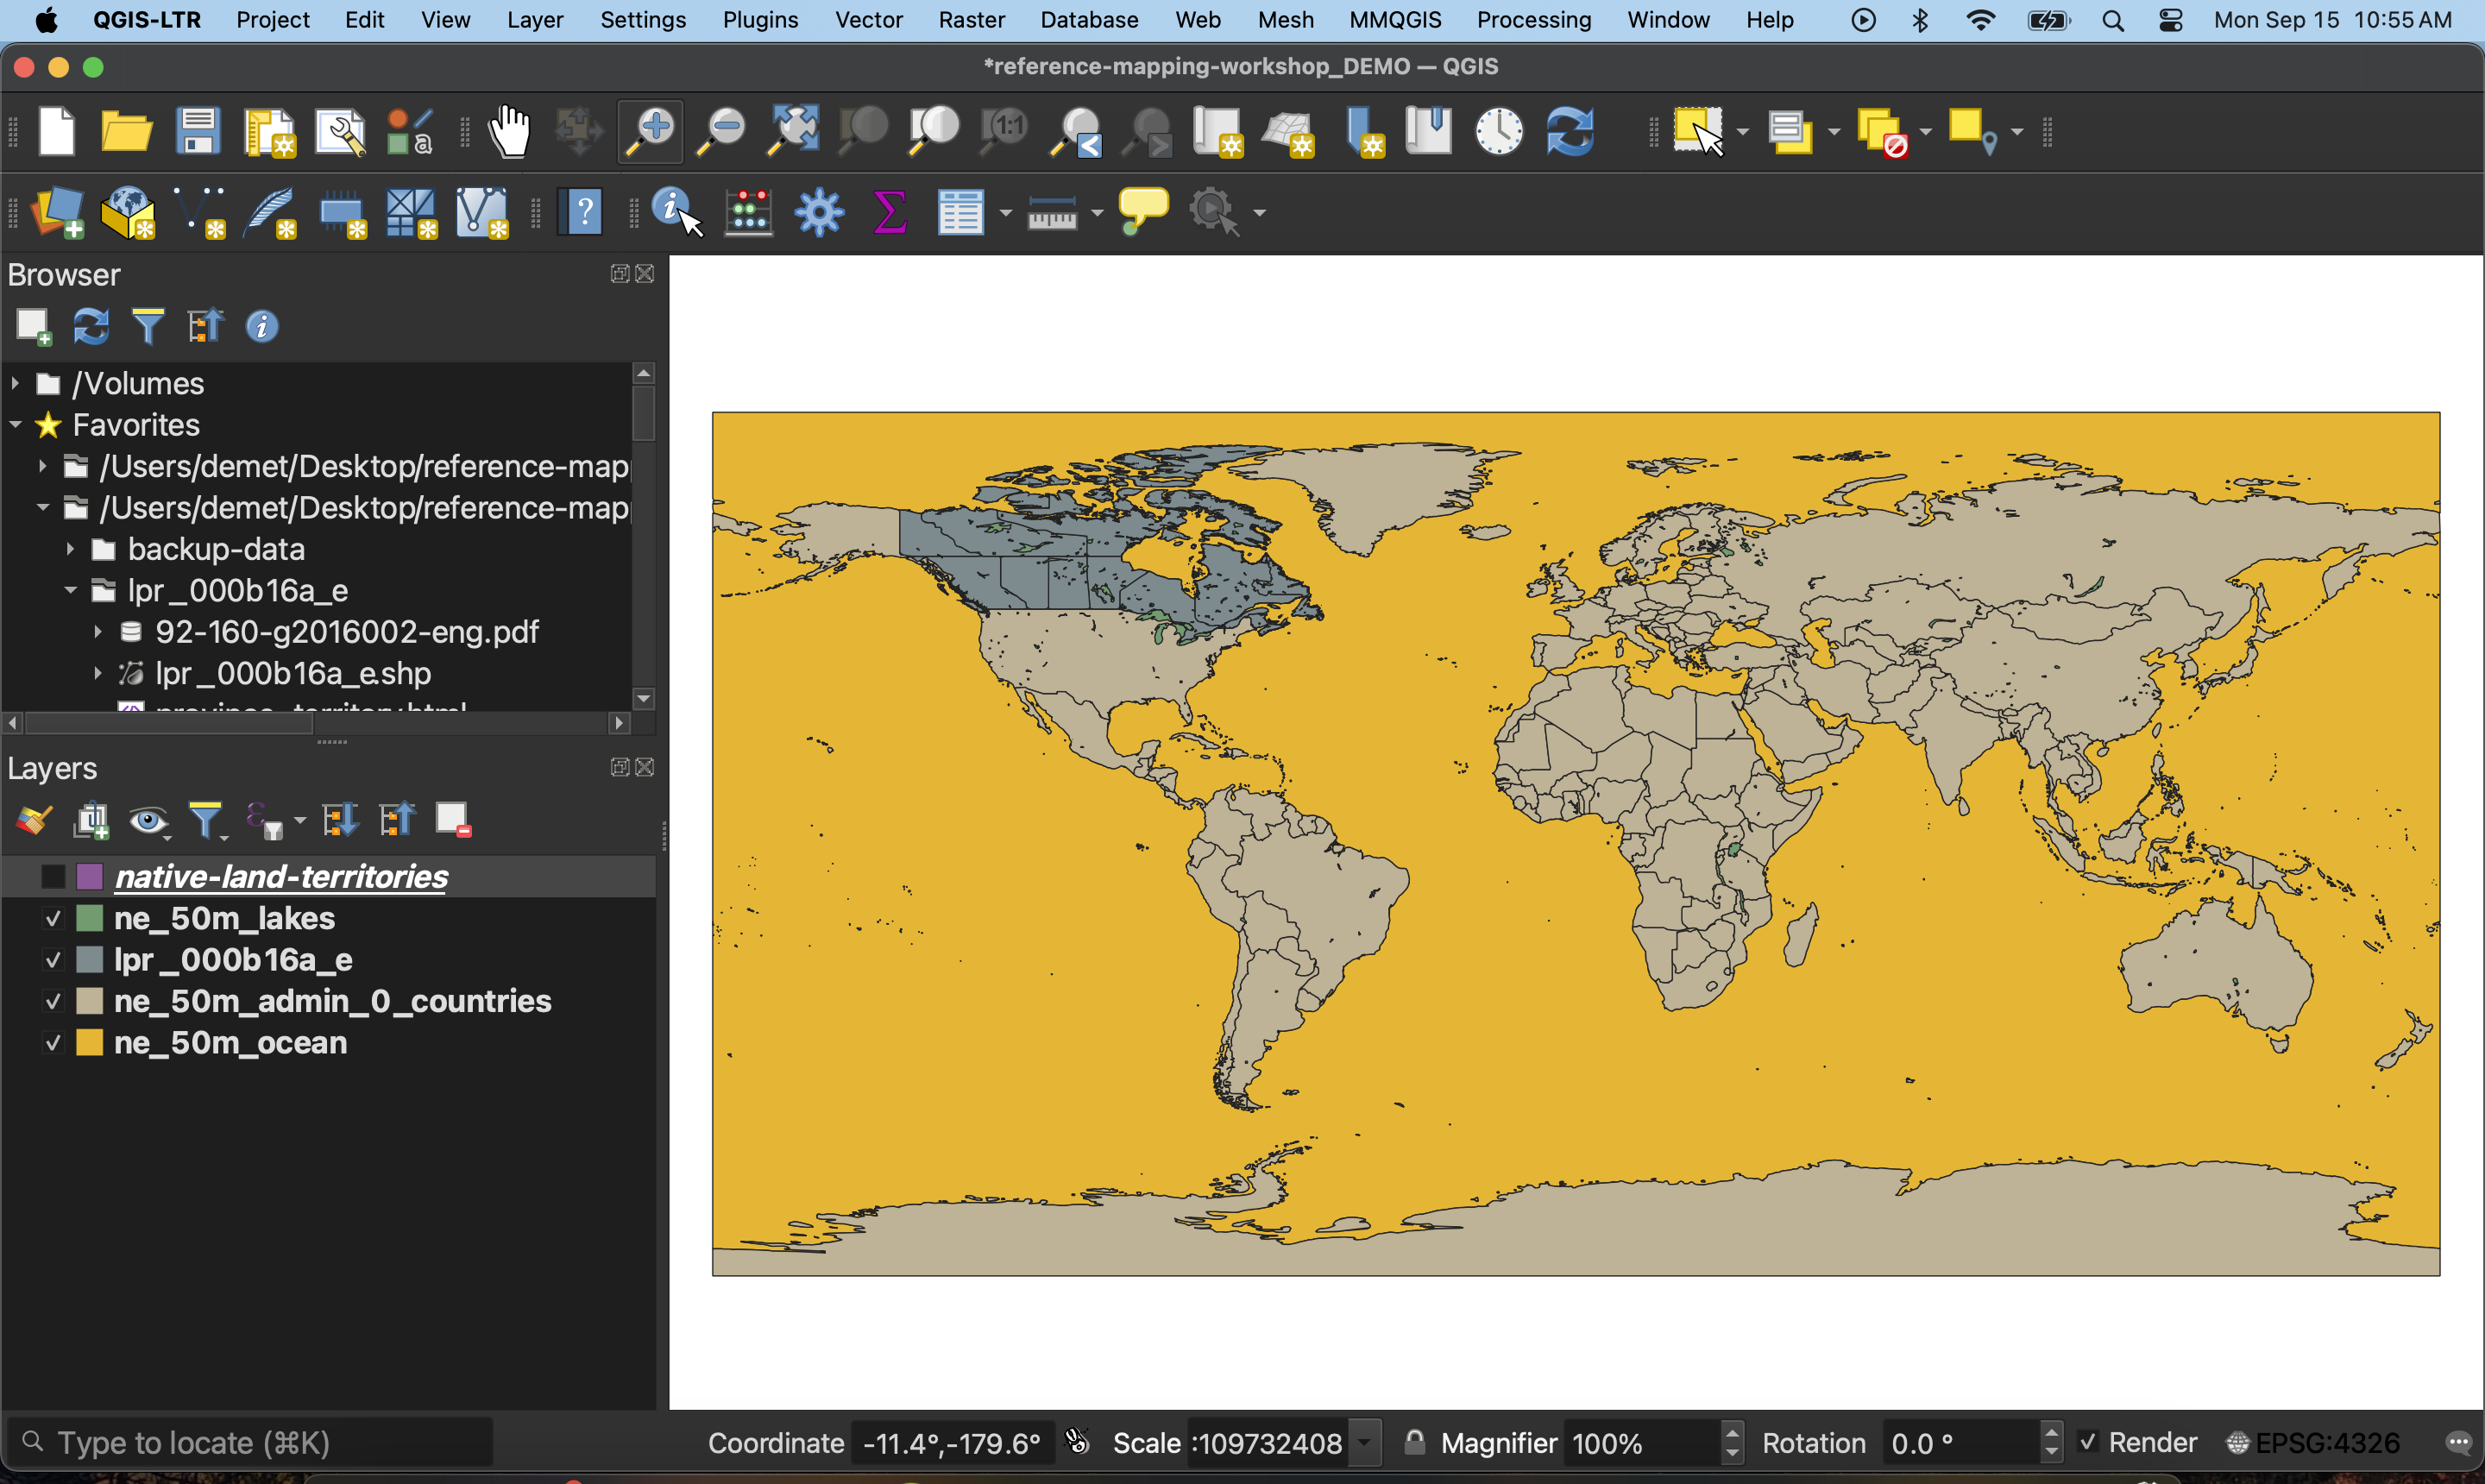 QGIS-LTR Project Edit View Layer Settings Plugins Vector Raster Database Web Mesh MMQGIS Processing Window Help Mon Sep 15 10:55 AM
*reference-mapping-workshop_DEMO — QGIS
a
1:1
?
Browser
/Volumes
Favorites
/Users/demet/Desktop/reference-map
/Users/demet/Desktop/reference-map
backup-data
lpr_000b16a_e
92-160-g2016002-eng.pdf
lpr_000b16a_e.shp
Layers
native-land-territories
ne_50m_lakes
lpr_000b16a_e
ne_50m_admin_0_countries
ne_50m_ocean
Type to locate (⌘K) Coordinate -11.4°,-179.6° Scale :109732408 Magnifier 100% Rotation 0.0 ° Render EPSG:4326